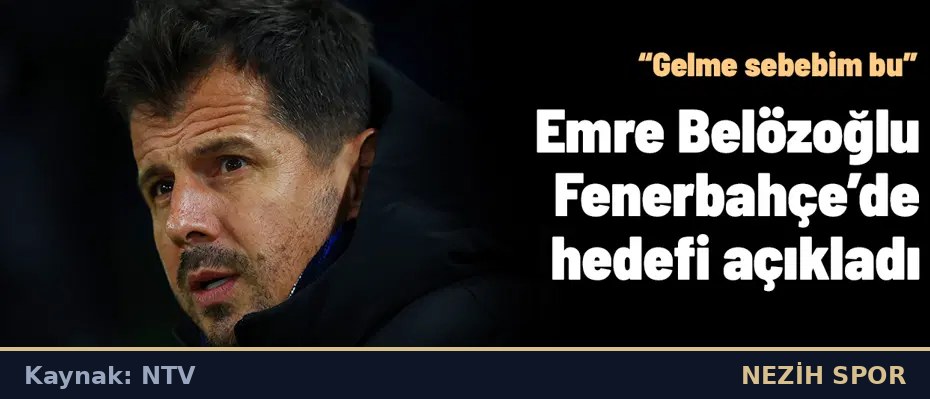 “Gelme sebebim bu”
Emre Belözoğlu
Fenerbahçe’de
hedefi açıkladı
Kaynak: NTV
NEZİH SPOR